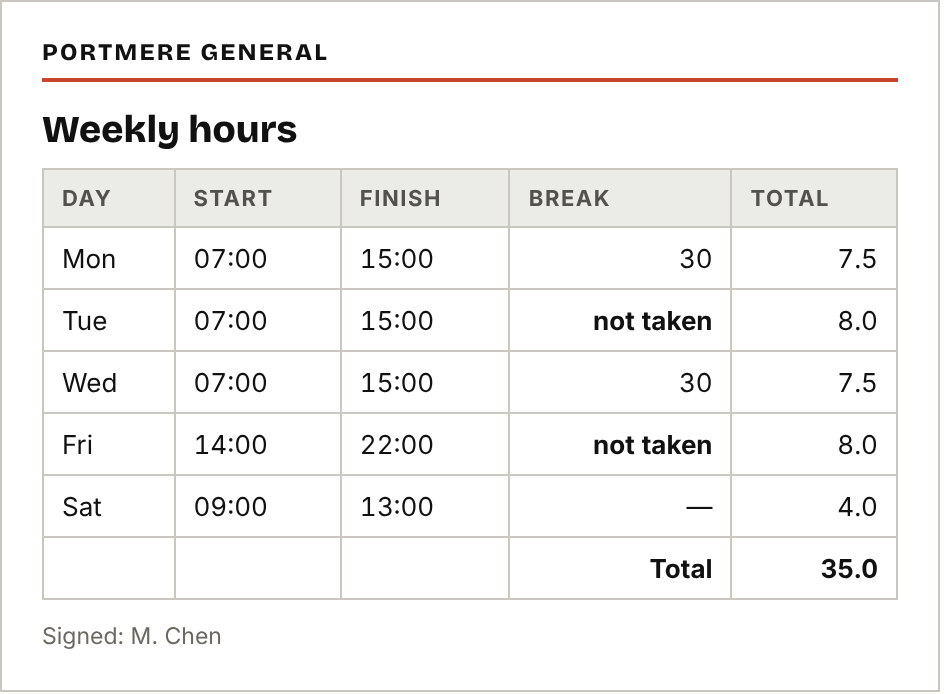 PORTMERE GENERAL
Weekly hours
DAY START FINISH BREAK TOTAL
Mon 07:00 15:00 30 7.5
Tue 07:00 15:00 not taken 8.0
Wed 07:00 15:00 30 7.5
Fri 14:00 22:00 not taken 8.0
Sat 09:00 13:00 — 4.0
Total 35.0
Signed: M. Chen